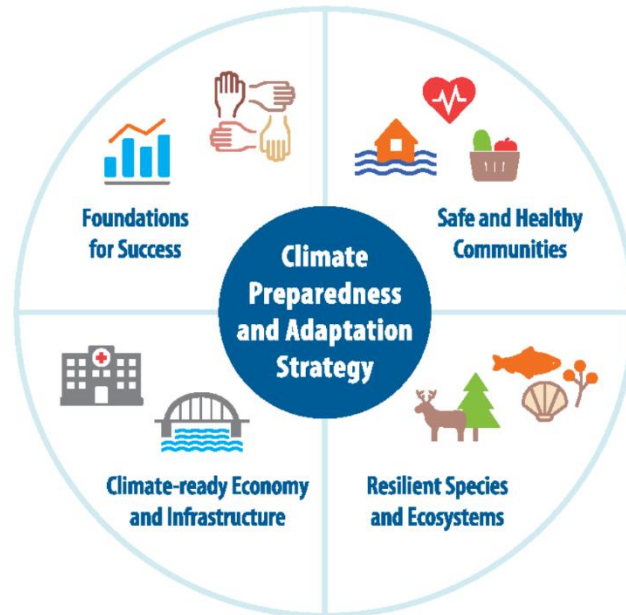 Foundations
for Success
Safe and Healthy
Communities
Climate
Preparedness
and Adaptation
Strategy
Climate-ready Economy
and Infrastructure
Resilient Species
and Ecosystems